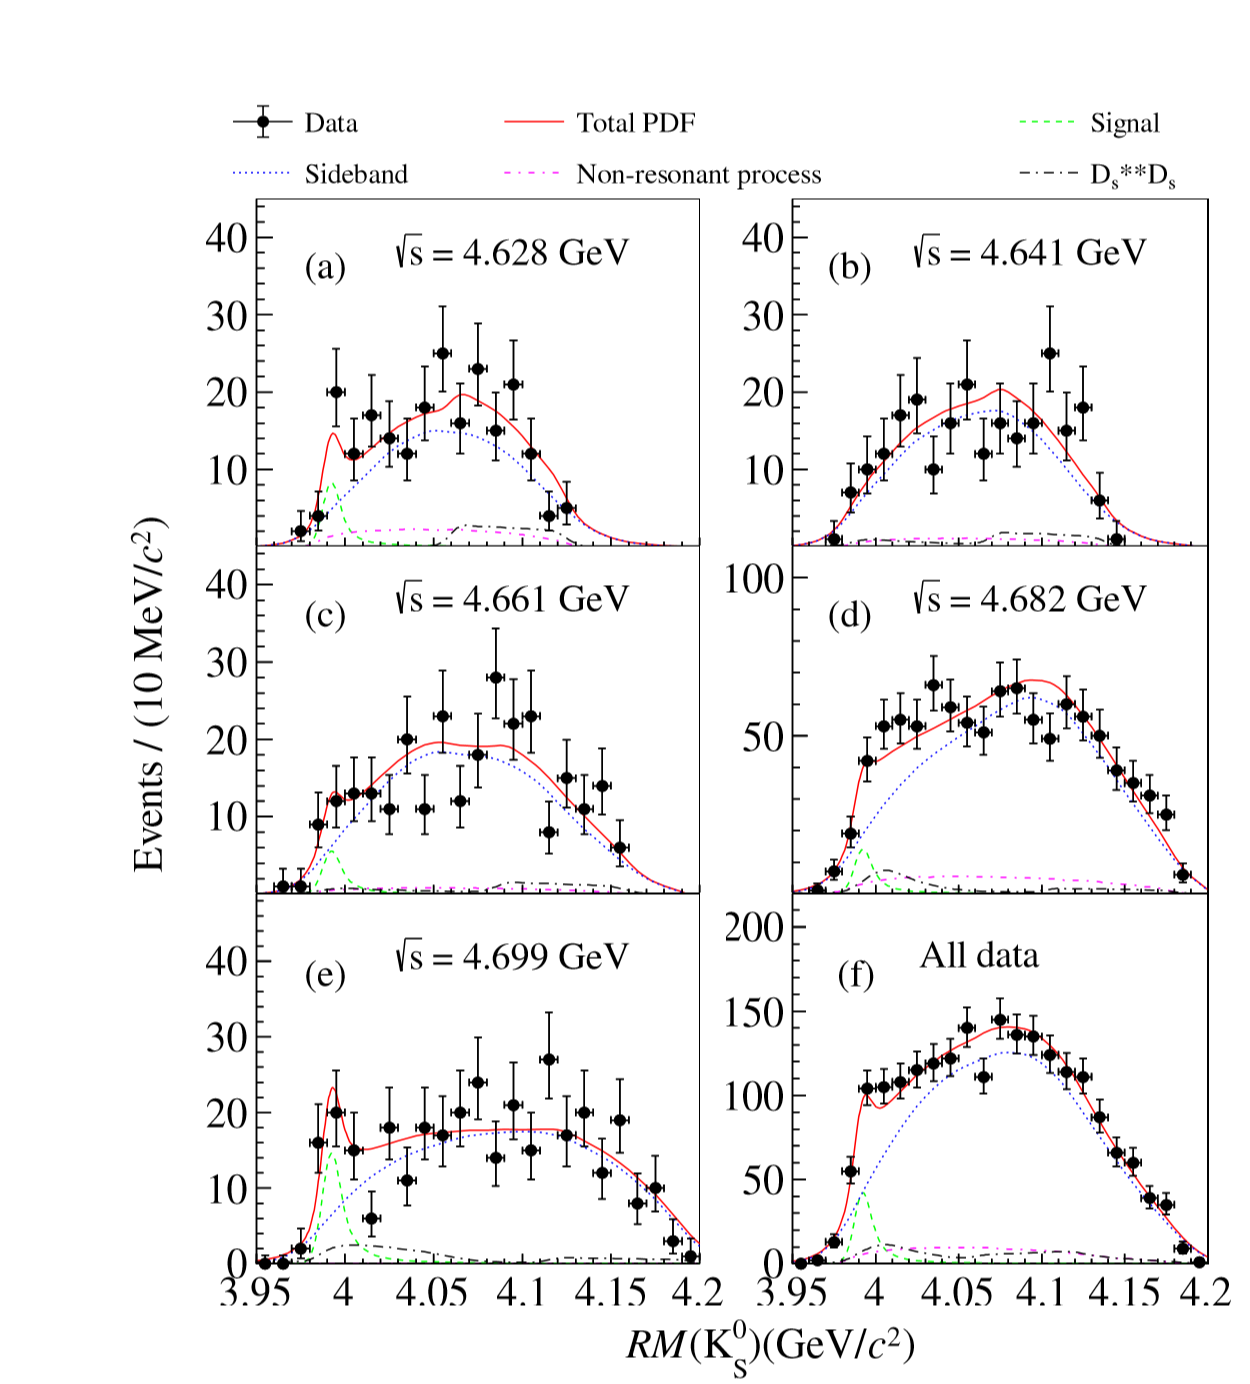 Data Total PDF Signal
Sideband Non-resonant process Ds**Ds
(a) √s = 4.628 GeV
40
30
20
10
(b) √s = 4.641 GeV
40
30
20
10
(c) √s = 4.661 GeV
40
30
20
10
(d) √s = 4.682 GeV
100
50
(e) √s = 4.699 GeV
40
30
20
10
0
3.95 4 4.05 4.1 4.15 4.2
(f) All data
200
150
100
50
0
3.95 4 4.05 4.1 4.15 4.2
Events / (10 MeV/c²)
RM(K⁰S)(GeV/c²)